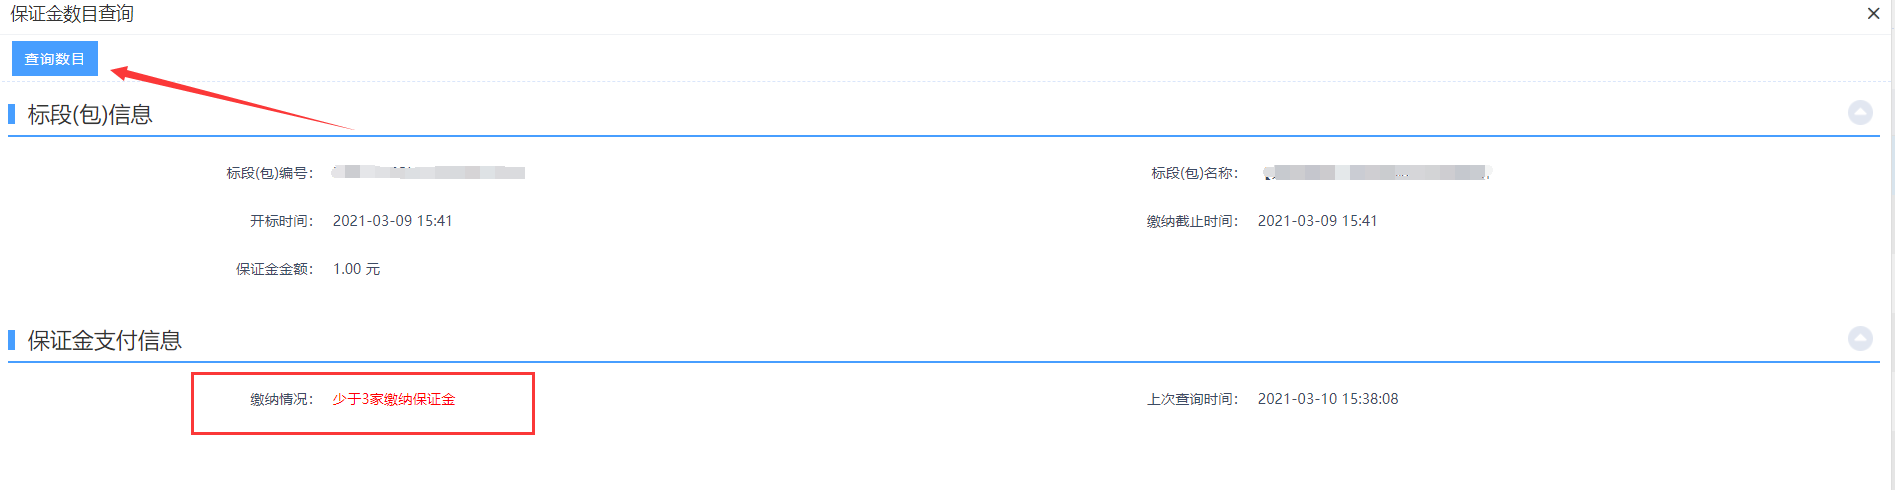 保证金数目查询
查询数目
标段(包)信息
标段(包)编号：
标段(包)名称：
开标时间： 2021-03-09 15:41
缴纳截止时间： 2021-03-09 15:41
保证金金额： 1.00 元
保证金支付信息
缴纳情况： 少于3家缴纳保证金
上次查询时间： 2021-03-10 15:38:08